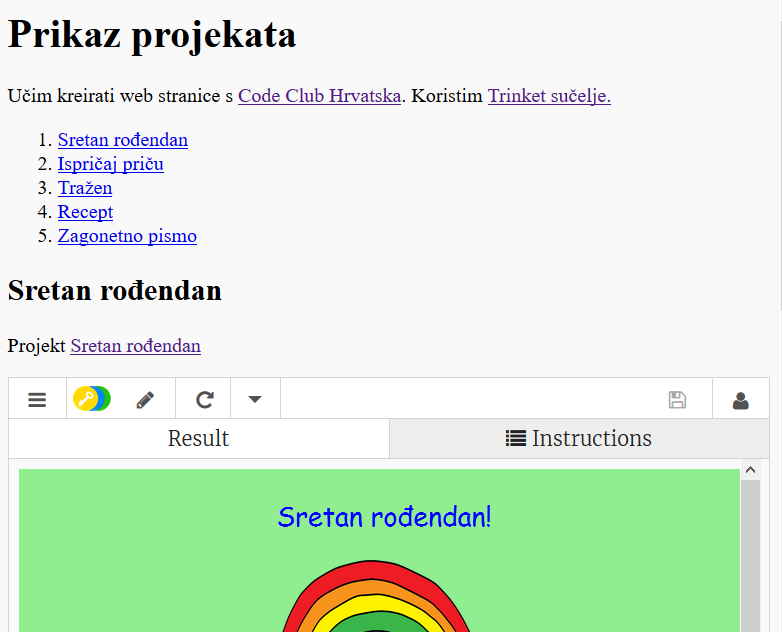 Prikaz projekata
Učim kreirati web stranice s Code Club Hrvatska. Koristim Trinket sučelje.
1. Sretan rođendan
2. Ispričaj priču
3. Tražen
4. Recept
5. Zagonetno pismo
Sretan rođendan
Projekt Sretan rođendan
Result
Instructions
Sretan rođendan!